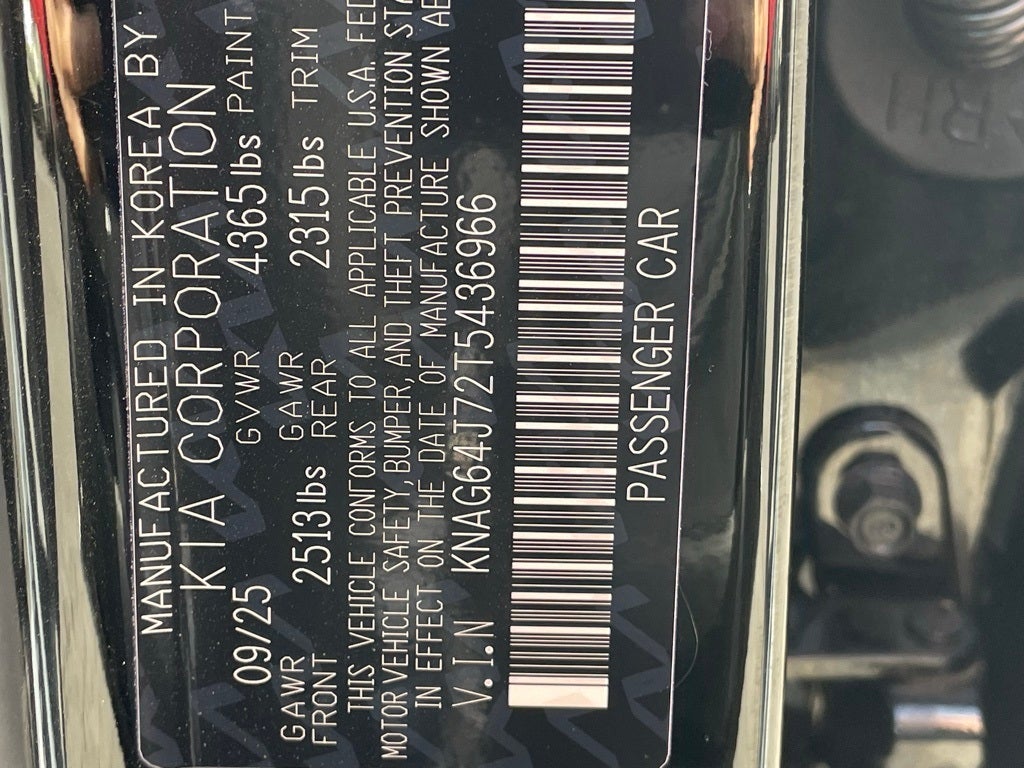 MANUFACTURED IN KOREA BY
KIA CORPORATION
09/25 GVWR 4365lbs PAINT
GAWR FRONT 2513lbs GAWR REAR 2315lbs TRIM
THIS VEHICLE CONFORMS TO ALL APPLICABLE U.S.A. FED
MOTOR VEHICLE SAFETY, BUMPER, AND THEFT PREVENTION STA
IN EFFECT ON THE DATE OF MANUFACTURE SHOWN AB
V.I.N KNAG64J72T5436966
PASSENGER CAR